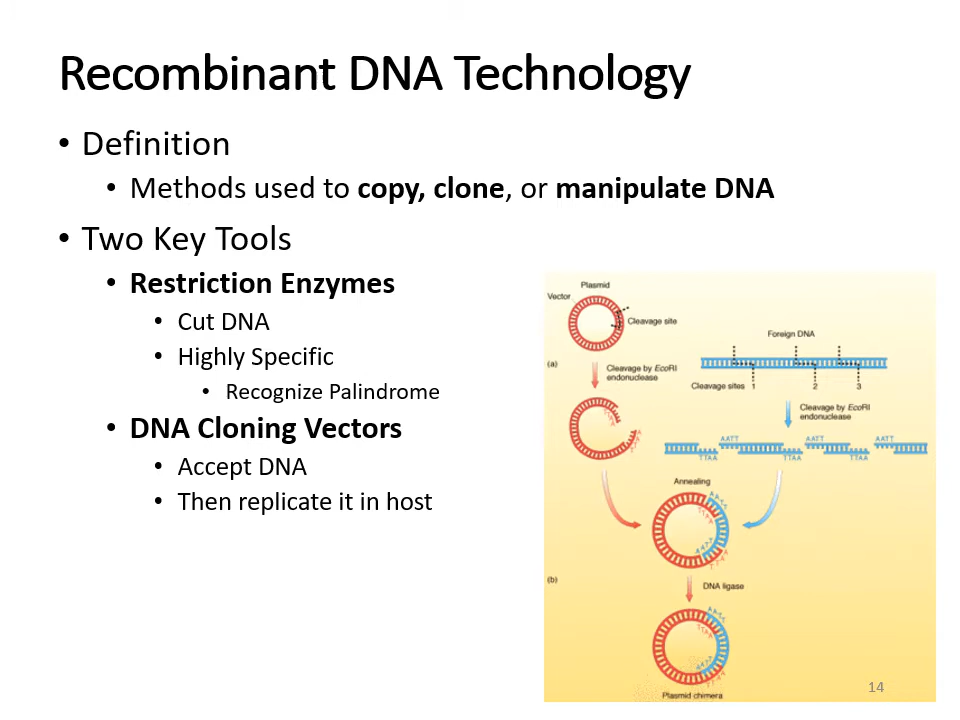 Recombinant DNA Technology
• Definition
• Methods used to copy, clone, or manipulate DNA
• Two Key Tools
• Restriction Enzymes
• Cut DNA
• Highly Specific
• Recognize Palindrome
• DNA Cloning Vectors
• Accept DNA
• Then replicate it in host
Plasmid
Vector
Cleavage site
Foreign DNA
(a)
Cleavage by EcoRI
endonuclease
Cleavage sites 1 2 3
Cleavage by EcoRI
endonuclease
AATT AATT AATT
TTAA TTAA TTAA
Annealing
(b)
DNA ligase
Plasmid chimera
14